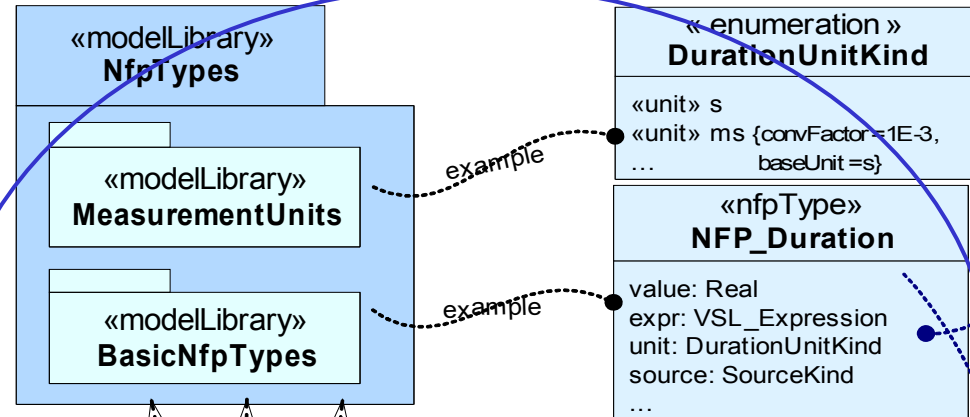 «modelLibrary»
NfpTypes
«modelLibrary»
MeasurementUnits
«modelLibrary»
BasicNfpTypes
example
example
« enumeration »
DurationUnitKind
«unit» s
«unit» ms {convFactor=1E-3,
… baseUnit=s}
«nfpType»
NFP_Duration
value: Real
expr: VSL_Expression
unit: DurationUnitKind
source: SourceKind
…